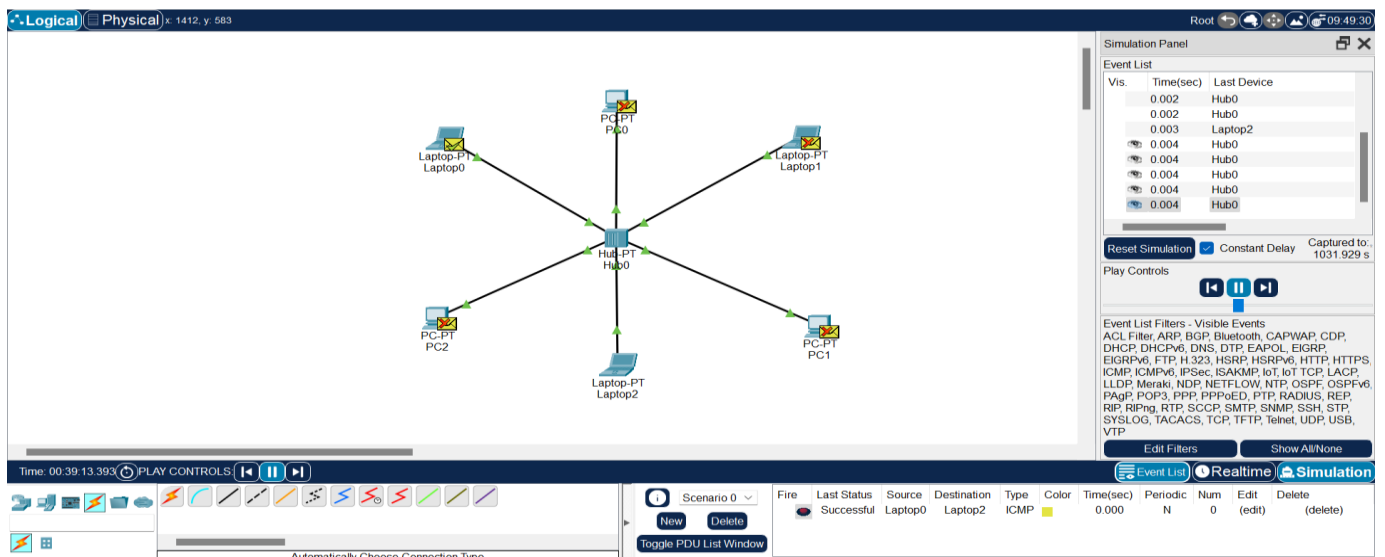 Logical Physical x: 1412, y: 583 Root 09:49:30
Simulation Panel
Event List
Vis. Time(sec) Last Device
0.002 Hub0
0.002 Hub0
0.003 Laptop2
0.004 Hub0
0.004 Hub0
0.004 Hub0
0.004 Hub0
0.004 Hub0
Reset Simulation Constant Delay Captured to:
1031.929 s
Play Controls
Event List Filters - Visible Events
ACL Filter, ARP, BGP, Bluetooth, CAPWAP, CDP,
DHCP, DHCPv6, DNS, DTP, EAPOL, EIGRP,
EIGRPv6, FTP, H.323, HSRP, HSRPv6, HTTP, HTTPS,
ICMP, ICMPv6, IPSec, ISAKMP, IoT, IoT TCP, LACP,
LLDP, Meraki, NDP, NETFLOW, NTP, OSPF, OSPFv6,
PAgP, POP3, PPP, PPPoED, PTP, RADIUS, REP,
RIP, RIPng, RTP, SCCP, SMTP, SNMP, SSH, STP,
SYSLOG, TACACS, TCP, TFTP, Telnet, UDP, USB,
VTP
Edit Filters Show All/None
PC-PT
PC0
Laptop-PT
Laptop0
Laptop-PT
Laptop1
Hub-PT
Hub0
PC-PT
PC2
PC-PT
PC1
Laptop-PT
Laptop2
Time: 00:39:13.393 PLAY CONTROLS: Event List Realtime Simulation
Scenario 0
New Delete
Toggle PDU List Window
Fire Last Status Source Destination Type Color Time(sec) Periodic Num Edit Delete
Successful Laptop0 Laptop2 ICMP 0.000 N 0 (edit) (delete)
Automatically Choose Connection Type